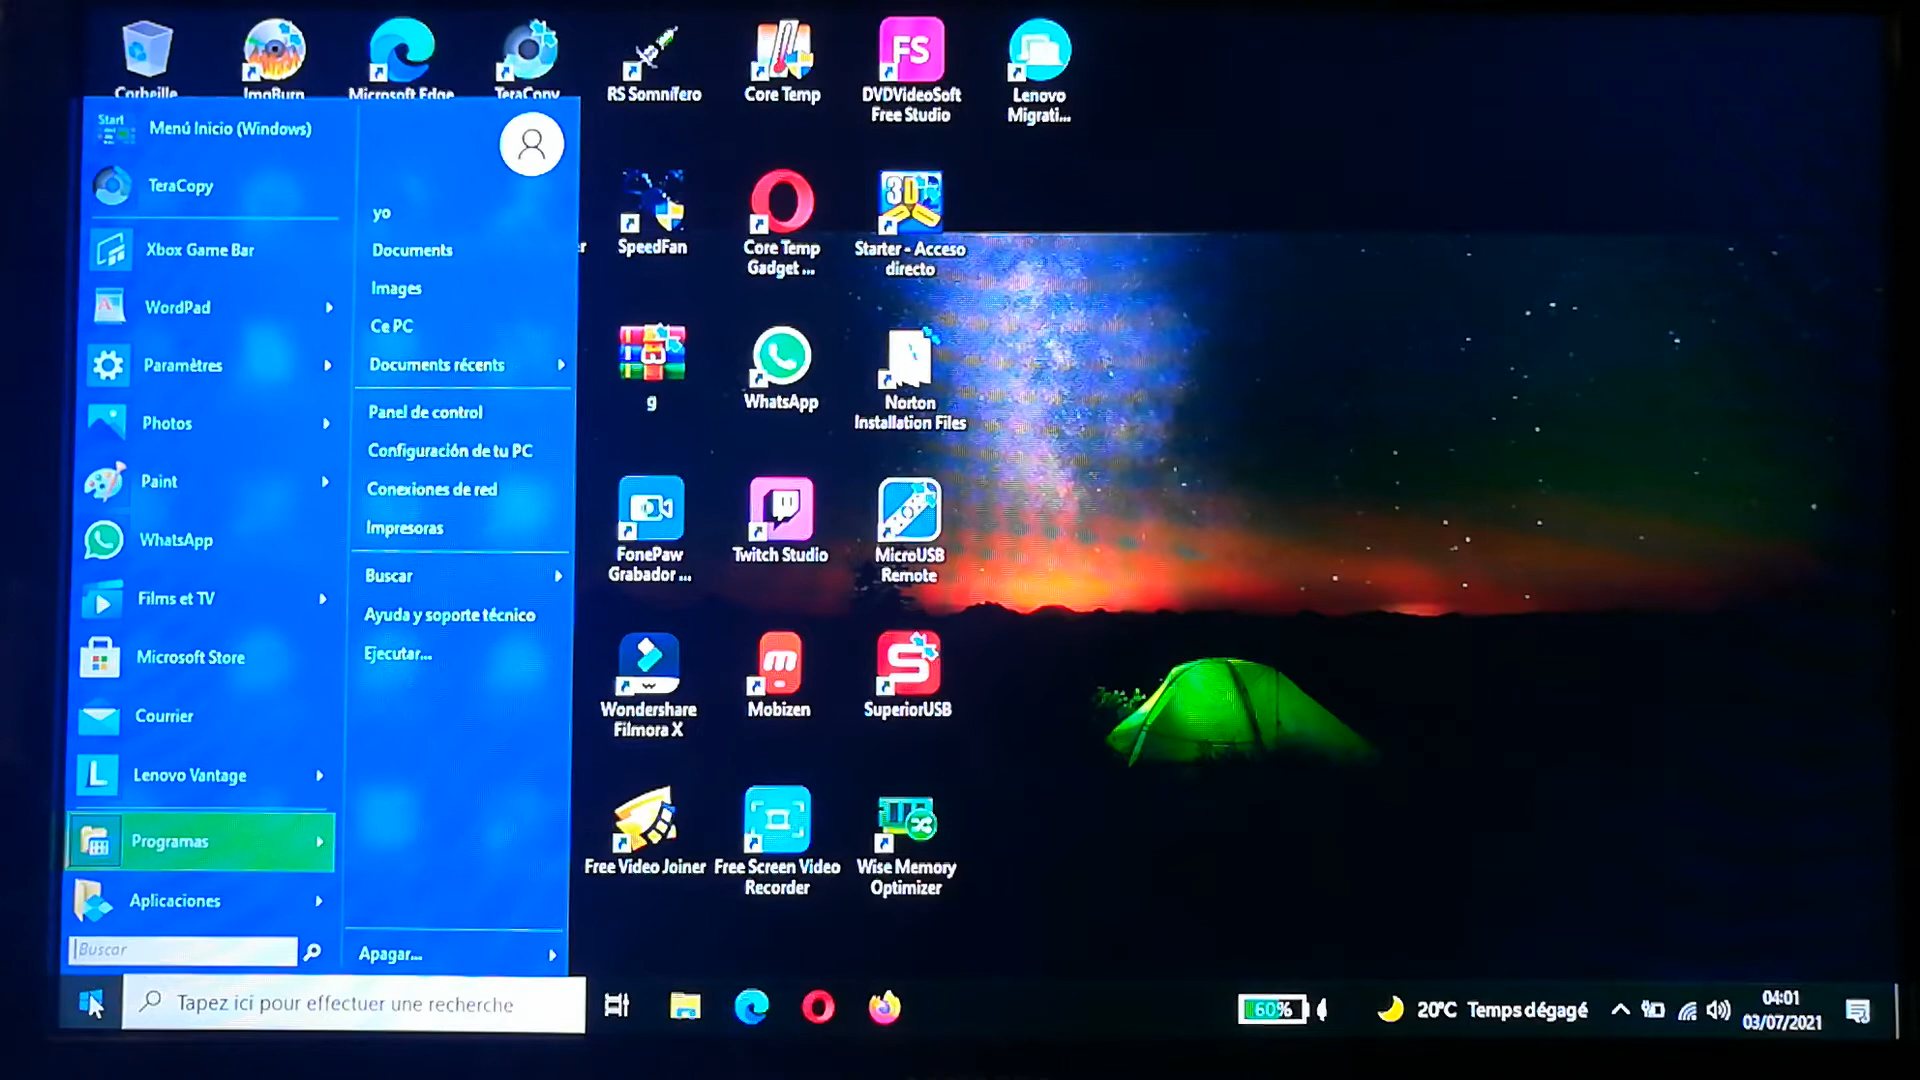 Corbeille
ImgBurn
Microsoft Edge
TeraCopy
RS Somnífero
Core Temp
FS
DVDVideoSoft
Free Studio
Lenovo
Migrati...
Start
Menú Inicio (Windows)
TeraCopy
Xbox Game Bar
WordPad
Paramètres
Photos
Paint
WhatsApp
Films et TV
Microsoft Store
Courrier
L
Lenovo Vantage
Programas
Aplicaciones
Buscar
yo
Documents
Images
Ce PC
Documents récents
Panel de control
Configuración de tu PC
Conexiones de red
Impresoras
Buscar
Ayuda y soporte técnico
Ejecutar...
Apagar...
er
SpeedFan
Core Temp
Gadget ...
3D
Starter - Acceso
directo
g
WhatsApp
Norton
Installation Files
FonePaw
Grabador ...
Twitch Studio
MicroUSB
Remote
Wondershare
Filmora X
m
Mobizen
S
SuperiorUSB
Free Video Joiner
Free Screen Video
Recorder
Wise Memory
Optimizer
Tapez ici pour effectuer une recherche
60%
20°C Temps dégagé
04:01
03/07/2021